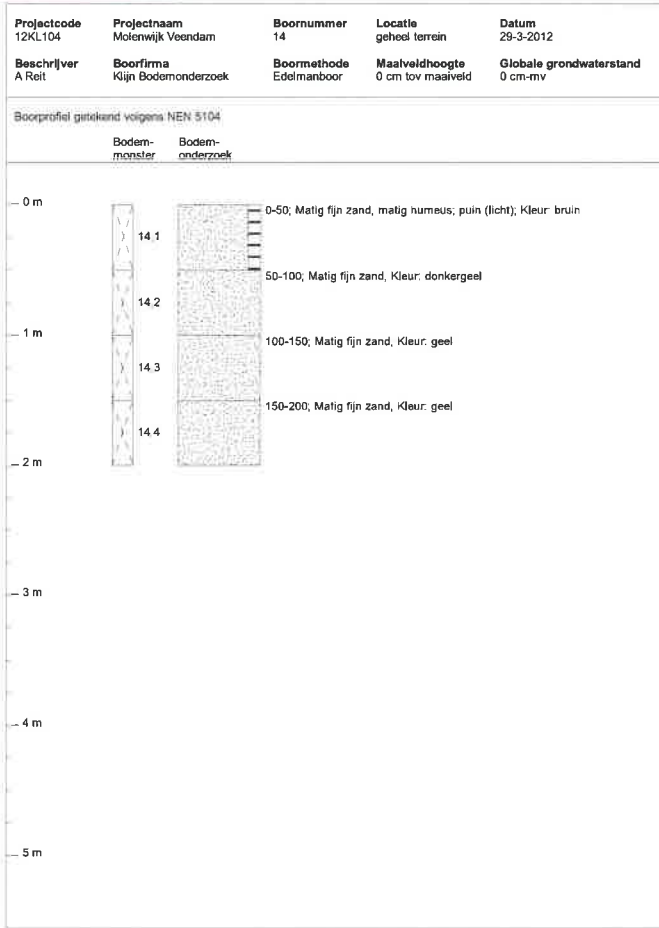 Projectcode Projectnaam Boornummer Locatie Datum
12KL104 Molenwijk Veendam 14 geheel terrein 29-3-2012
Beschrijver Boorfirma Boormethode Maaiveldhoogte Globale grondwaterstand
A Reit Klijn Bodemonderzoek Edelmanboor 0 cm tov maaiveld 0 cm-mv
Boorprofiel getekend volgens NEN 5104
Bodem- Bodem-
monster onderzoek
0 m
0-50; Matig fijn zand, matig humeus; puin (licht); Kleur: bruin
14.1
50-100; Matig fijn zand, Kleur: donkergeel
14.2
1 m
100-150; Matig fijn zand, Kleur: geel
14.3
150-200; Matig fijn zand, Kleur: geel
14.4
2 m
3 m
4 m
5 m